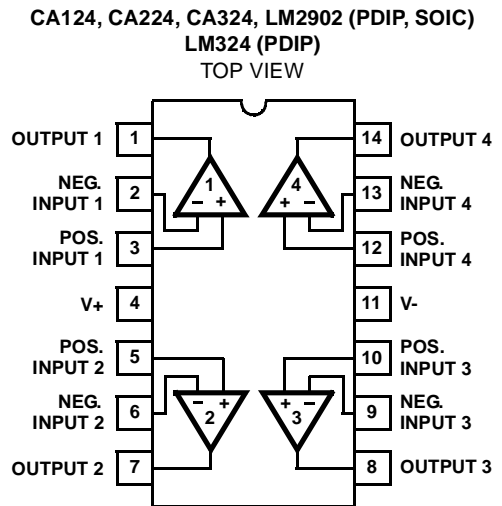 CA124, CA224, CA324, LM2902 (PDIP, SOIC)
LM324 (PDIP)
TOP VIEW
OUTPUT 1 1 14 OUTPUT 4
NEG. INPUT 1 2 13 NEG. INPUT 4
1 − + 4 + −
POS. INPUT 1 3 12 POS. INPUT 4
V+ 4 11 V-
POS. INPUT 2 5 10 POS. INPUT 3
− + 2 + − 3
NEG. INPUT 2 6 9 NEG. INPUT 3
OUTPUT 2 7 8 OUTPUT 3